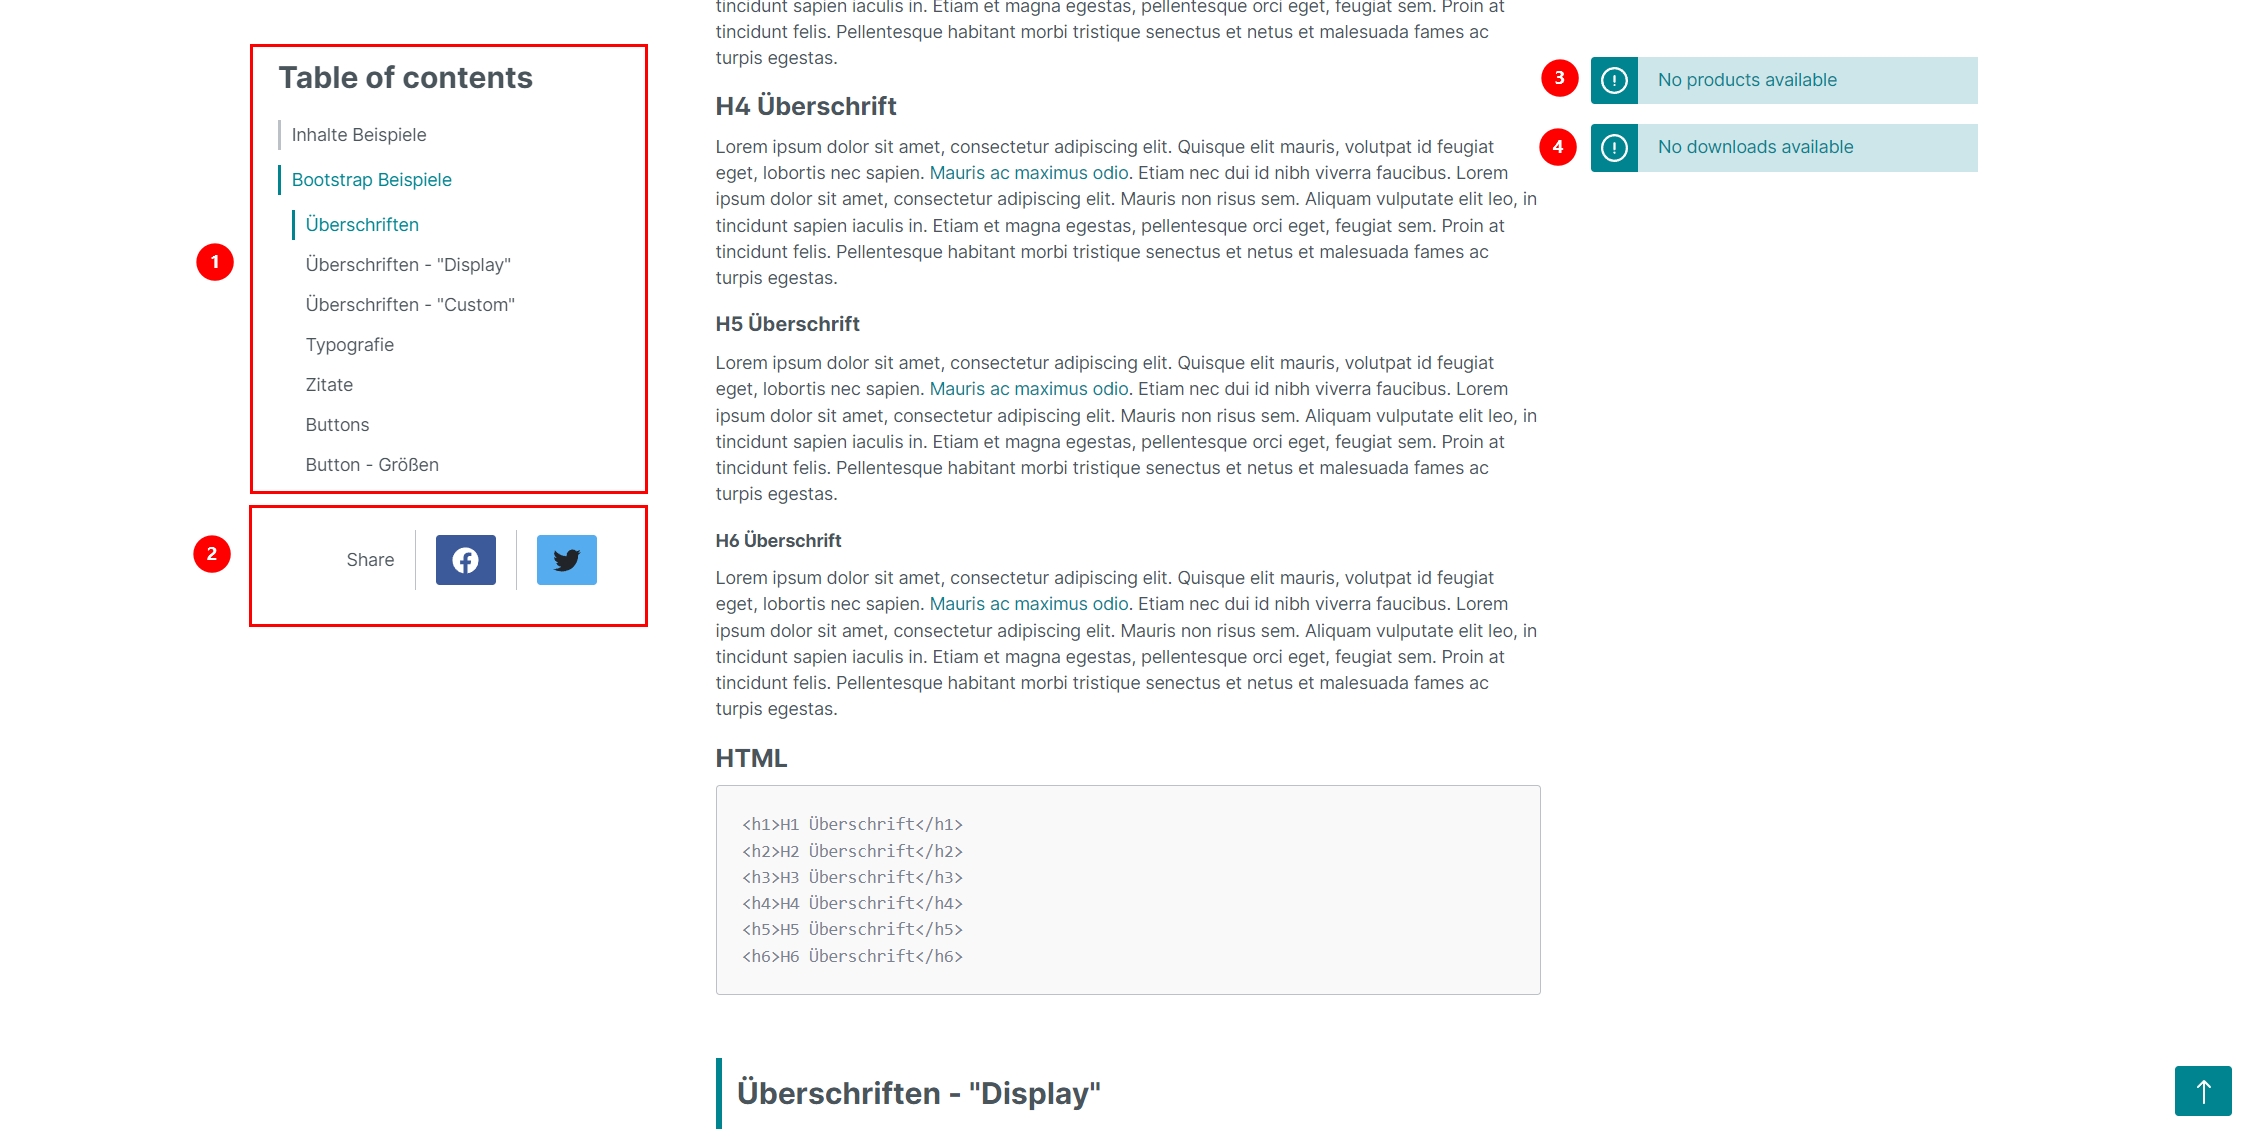 Table of contents
Inhalte Beispiele
Bootstrap Beispiele
Überschriften
Überschriften - "Display"
Überschriften - "Custom"
Typografie
Zitate
Buttons
Button - Größen
1
Share
2
tincidunt sapien iaculis in. Etiam et magna egestas, pellentesque orci eget, feugiat sem. Proin at
tincidunt felis. Pellentesque habitant morbi tristique senectus et netus et malesuada fames ac
turpis egestas.
H4 Überschrift
Lorem ipsum dolor sit amet, consectetur adipiscing elit. Quisque elit mauris, volutpat id feugiat
eget, lobortis nec sapien. Mauris ac maximus odio. Etiam nec dui id nibh viverra faucibus. Lorem
ipsum dolor sit amet, consectetur adipiscing elit. Mauris non risus sem. Aliquam vulputate elit leo, in
tincidunt sapien iaculis in. Etiam et magna egestas, pellentesque orci eget, feugiat sem. Proin at
tincidunt felis. Pellentesque habitant morbi tristique senectus et netus et malesuada fames ac
turpis egestas.
H5 Überschrift
Lorem ipsum dolor sit amet, consectetur adipiscing elit. Quisque elit mauris, volutpat id feugiat
eget, lobortis nec sapien. Mauris ac maximus odio. Etiam nec dui id nibh viverra faucibus. Lorem
ipsum dolor sit amet, consectetur adipiscing elit. Mauris non risus sem. Aliquam vulputate elit leo, in
tincidunt sapien iaculis in. Etiam et magna egestas, pellentesque orci eget, feugiat sem. Proin at
tincidunt felis. Pellentesque habitant morbi tristique senectus et netus et malesuada fames ac
turpis egestas.
H6 Überschrift
Lorem ipsum dolor sit amet, consectetur adipiscing elit. Quisque elit mauris, volutpat id feugiat
eget, lobortis nec sapien. Mauris ac maximus odio. Etiam nec dui id nibh viverra faucibus. Lorem
ipsum dolor sit amet, consectetur adipiscing elit. Mauris non risus sem. Aliquam vulputate elit leo, in
tincidunt sapien iaculis in. Etiam et magna egestas, pellentesque orci eget, feugiat sem. Proin at
tincidunt felis. Pellentesque habitant morbi tristique senectus et netus et malesuada fames ac
turpis egestas.
HTML
<h1>H1 Überschrift</h1>
<h2>H2 Überschrift</h2>
<h3>H3 Überschrift</h3>
<h4>H4 Überschrift</h4>
<h5>H5 Überschrift</h5>
<h6>H6 Überschrift</h6>
Überschriften - "Display"
3
No products available
4
No downloads available